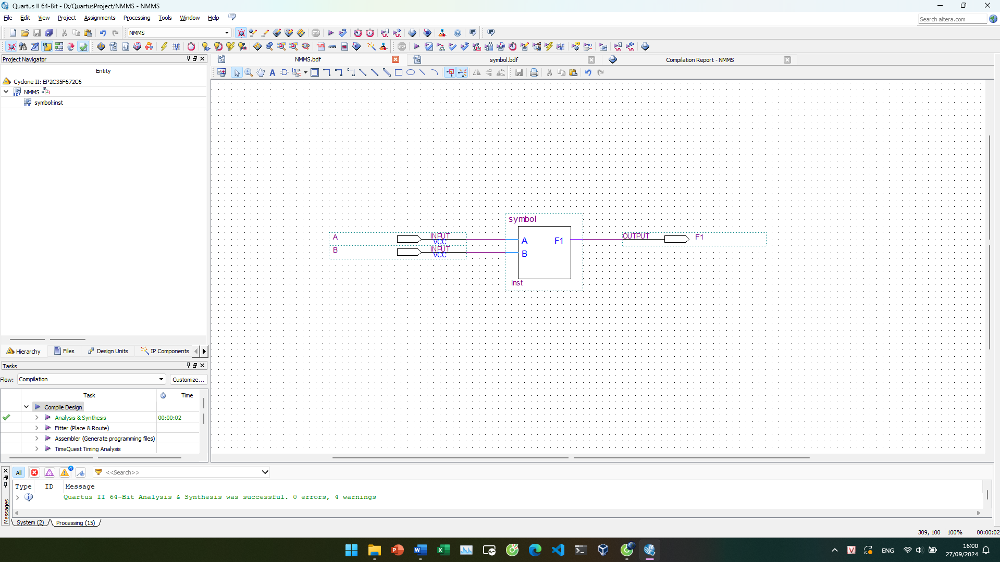 Quartus II 64-Bit - D:/QuartusProject/NMMS - NMMS
File Edit View Project Assignments Processing Tools Window Help
Search altera.com
NMMS
Project Navigator
NMMS.bdf
symbol.bdf
Compilation Report - NMMS
Entity
Cyclone II: EP2C35F672C6
NMMS
symbol:inst
symbol
A INPUT VCC
B INPUT VCC
A F1
B
inst
OUTPUT F1
Hierarchy Files Design Units IP Components
Tasks
Flow: Compilation Customize...
Task Time
Compile Design
Analysis & Synthesis 00:00:02
Fitter (Place & Route)
Assembler (Generate programming files)
TimeQuest Timing Analysis
All 4 <<Search>>
Type ID Message
Quartus II 64-Bit Analysis & Synthesis was successful. 0 errors, 4 warnings
Messages
System (2) Processing (15)
309, 100 100% 00:00:02
ENG
16:00
27/09/2024